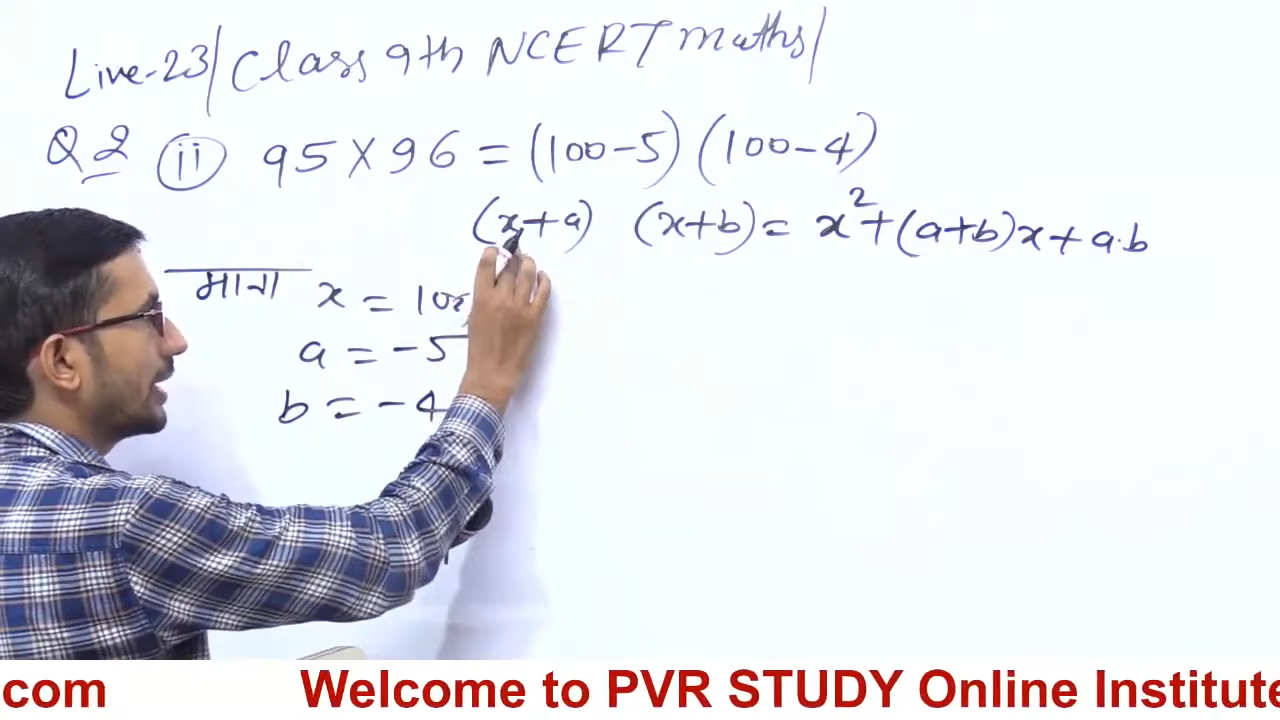 Live-23/ Class 9th NCERT maths/
Q2 (ii) 95 × 96 = (100-5) (100-4)
(x+a) (x+b) = x²+(a+b)x+a·b
माना x = 100,
a = -5
b = -4
com Welcome to PVR STUDY Online Institute